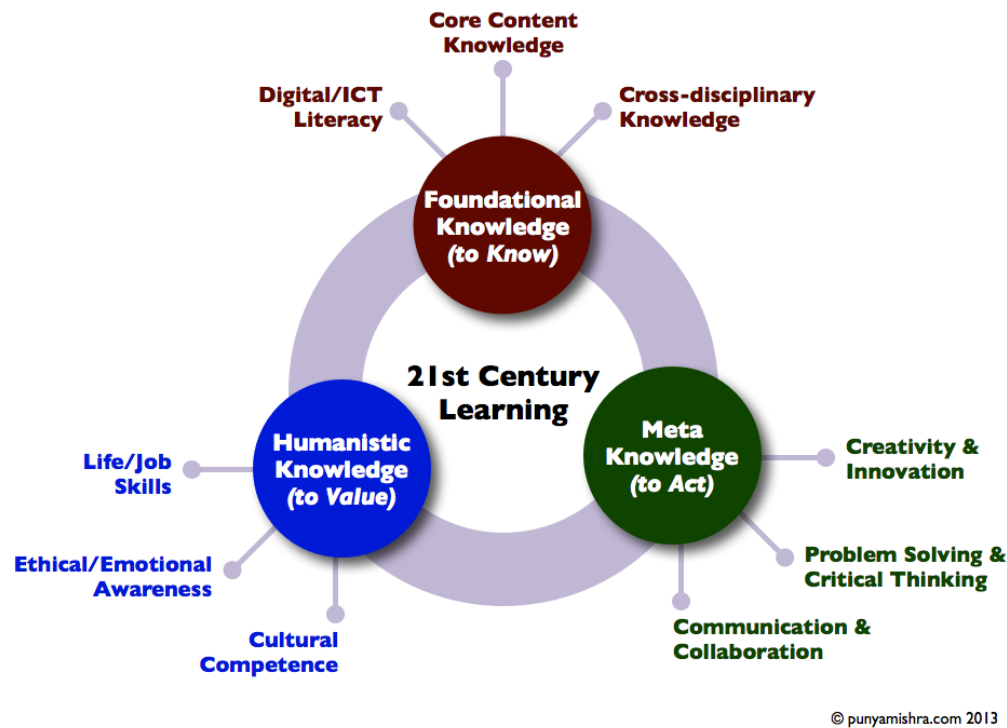 Core Content
Knowledge
Digital/ICT
Literacy
Cross-disciplinary
Knowledge
Foundational
Knowledge
(to Know)
21st Century
Learning
Humanistic
Knowledge
(to Value)
Meta
Knowledge
(to Act)
Life/Job
Skills
Ethical/Emotional
Awareness
Cultural
Competence
Creativity &
Innovation
Problem Solving &
Critical Thinking
Communication &
Collaboration
© punyamishra.com 2013